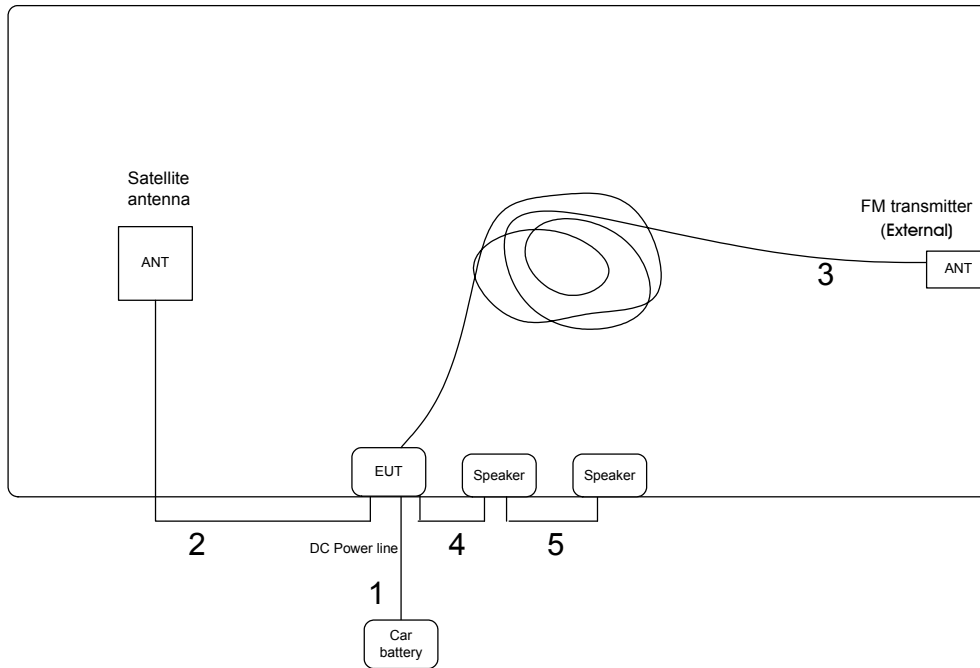 Satellite
antenna
ANT
FM transmitter
(External)
ANT
3
EUT
Speaker
Speaker
2
DC Power line
4
5
1
Car
battery